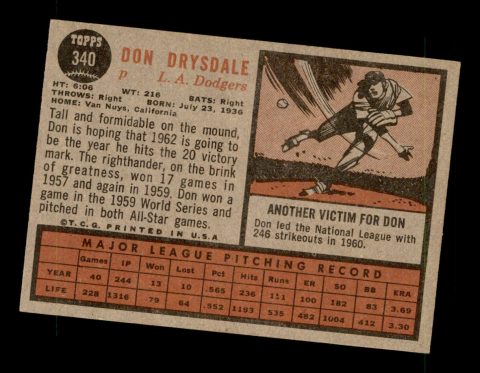 TOPPS
340
DON DRYSDALE
P L. A. Dodgers
HT: 6:06 WT: 216 BATS: Right
THROWS: Right BORN: July 23, 1936
HOME: Van Nuys, California
Tall and formidable on the mound,
Don is hoping that 1962 is going to
be the year he hits the 20 victory
mark. The righthander, on the brink
of greatness, won 17 games in
1957 and again in 1959. Don won a
game in the 1959 World Series and
pitched in both All-Star games.
©T.C.G. PRINTED IN U.S.A
ANOTHER VICTIM FOR DON
Don led the National League with
246 strikeouts in 1960.
MAJOR LEAGUE PITCHING RECORD
Games IP Won Lost Pct. Hits Runs ER SO BB ERA
YEAR 40 244 13 10 .565 236 111 100 182 83 3.69
LIFE 228 1316 79 64 .552 1193 535 482 1004 412 3.30